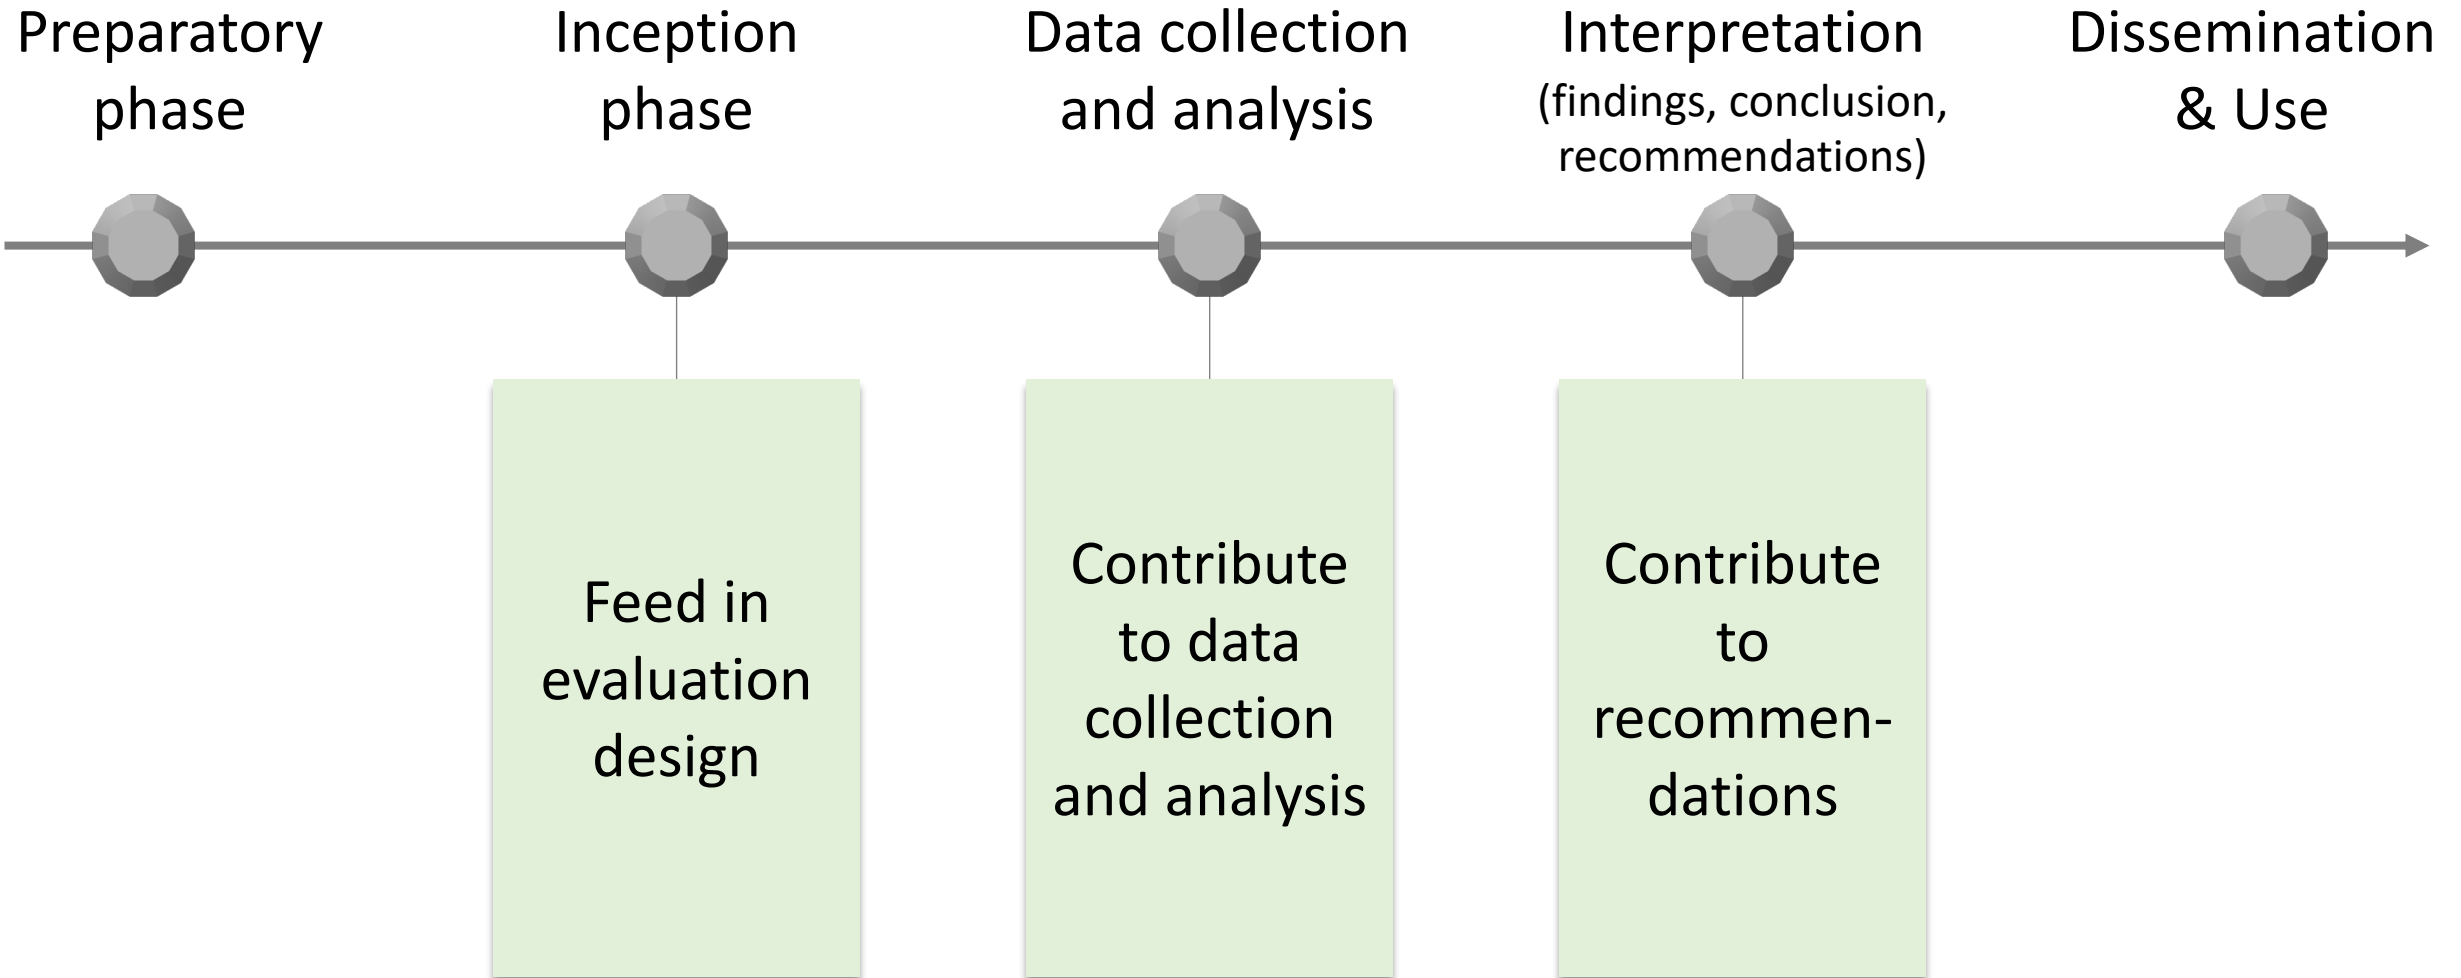 Preparatory
phase
Inception
phase
Data collection
and analysis
Interpretation
(findings, conclusion,
recommendations)
Dissemination
& Use
Feed in
evaluation
design
Contribute
to data
collection
and analysis
Contribute
to
recommen-
dations